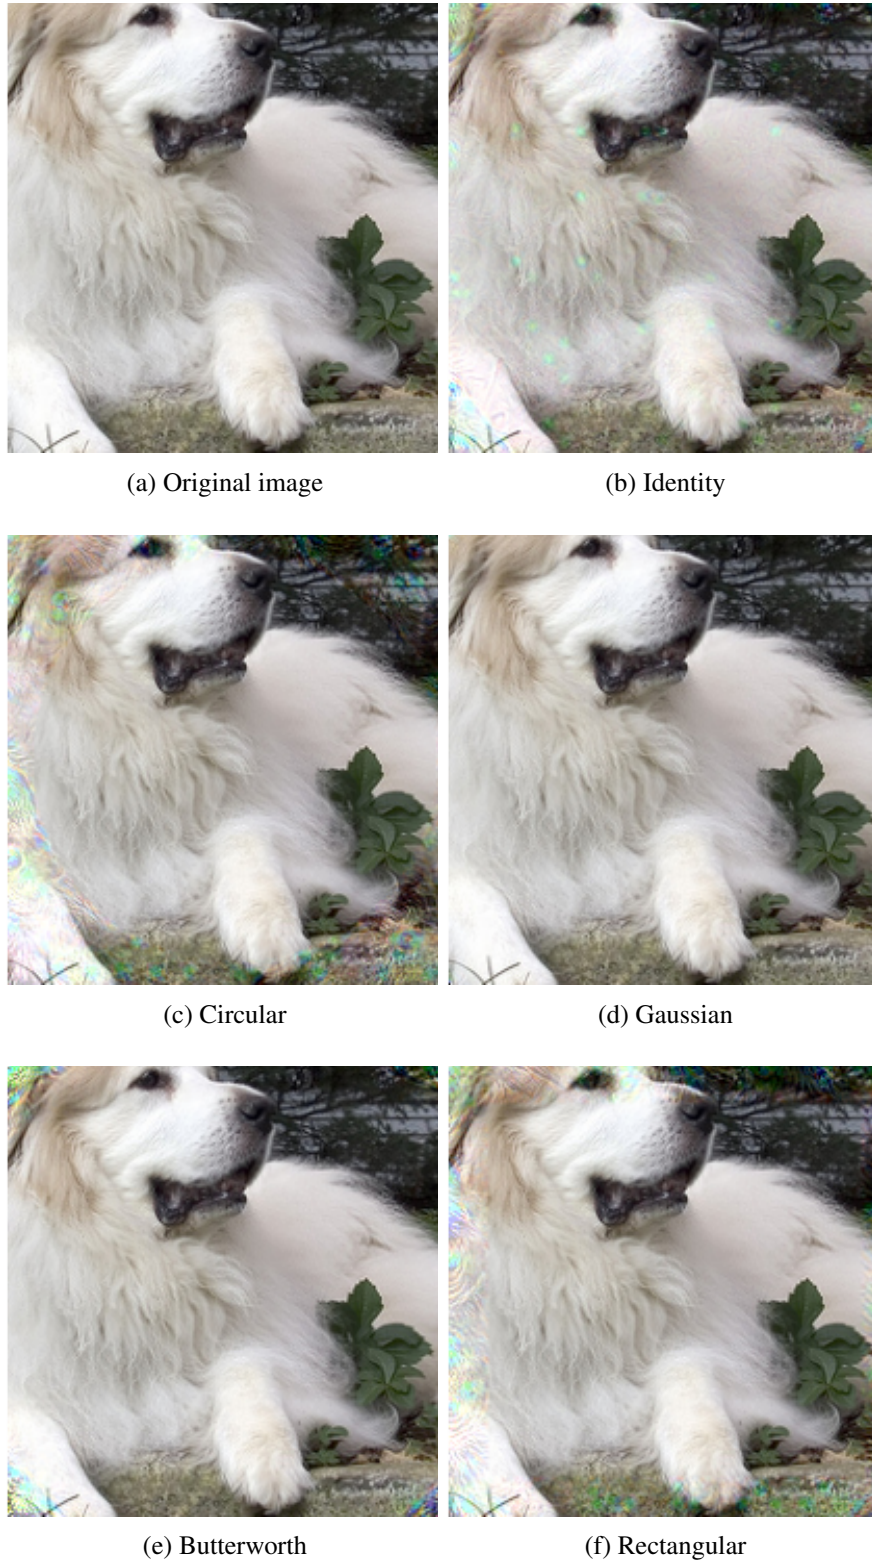 (a) Original image
(b) Identity
(c) Circular
(d) Gaussian
(e) Butterworth
(f) Rectangular